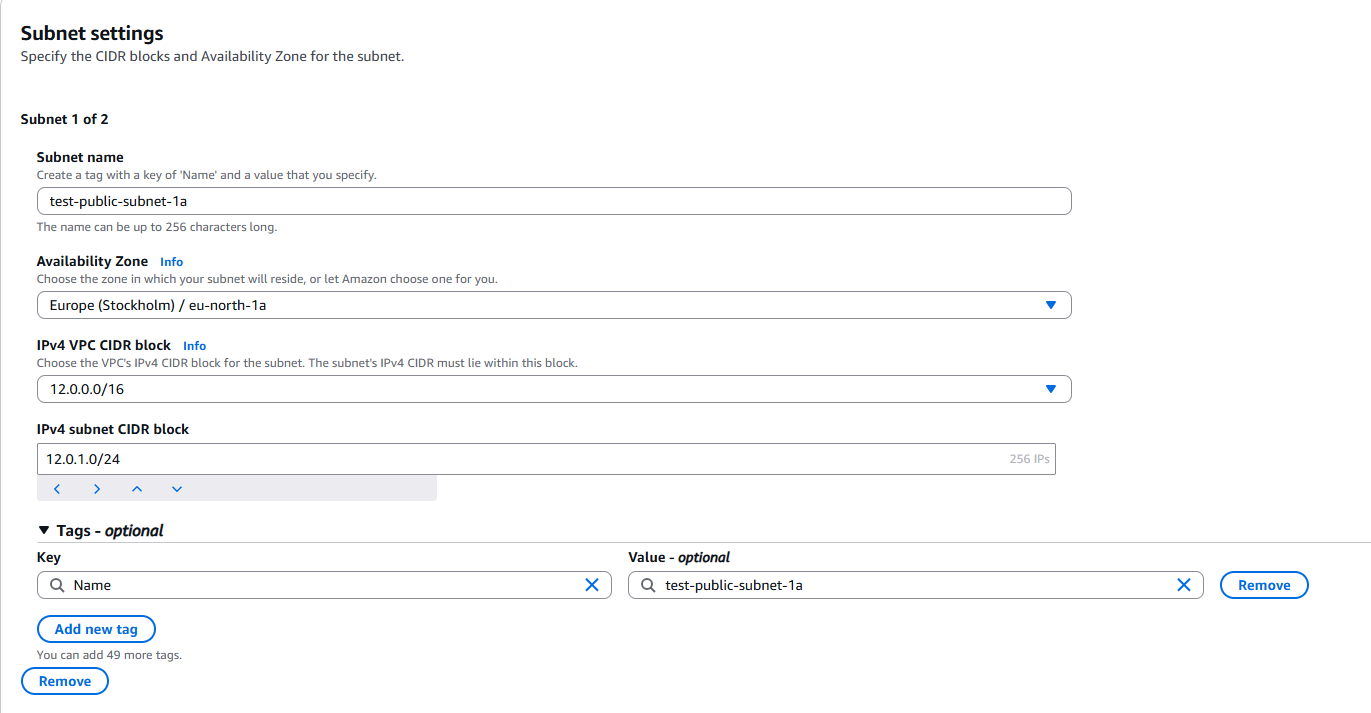 Subnet settings
Specify the CIDR blocks and Availability Zone for the subnet.
Subnet 1 of 2
Subnet name
Create a tag with a key of 'Name' and a value that you specify.
test-public-subnet-1a
The name can be up to 256 characters long.
Availability Zone Info
Choose the zone in which your subnet will reside, or let Amazon choose one for you.
Europe (Stockholm) / eu-north-1a
IPv4 VPC CIDR block Info
Choose the VPC's IPv4 CIDR block for the subnet. The subnet's IPv4 CIDR must lie within this block.
12.0.0.0/16
IPv4 subnet CIDR block
12.0.1.0/24 256 IPs
Tags - optional
Key Value - optional
Name test-public-subnet-1a Remove
Add new tag
You can add 49 more tags.
Remove